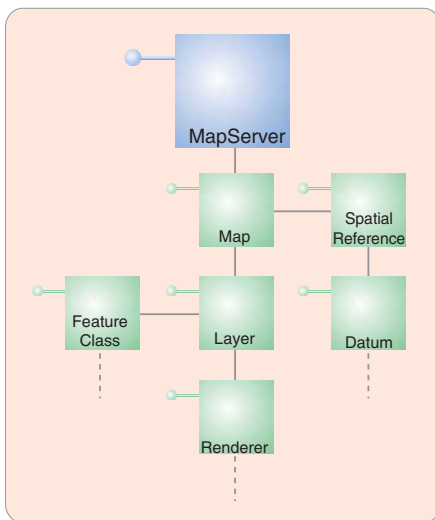 MapServer
Map
Spatial
Reference
Feature
Class
Layer
Datum
Renderer